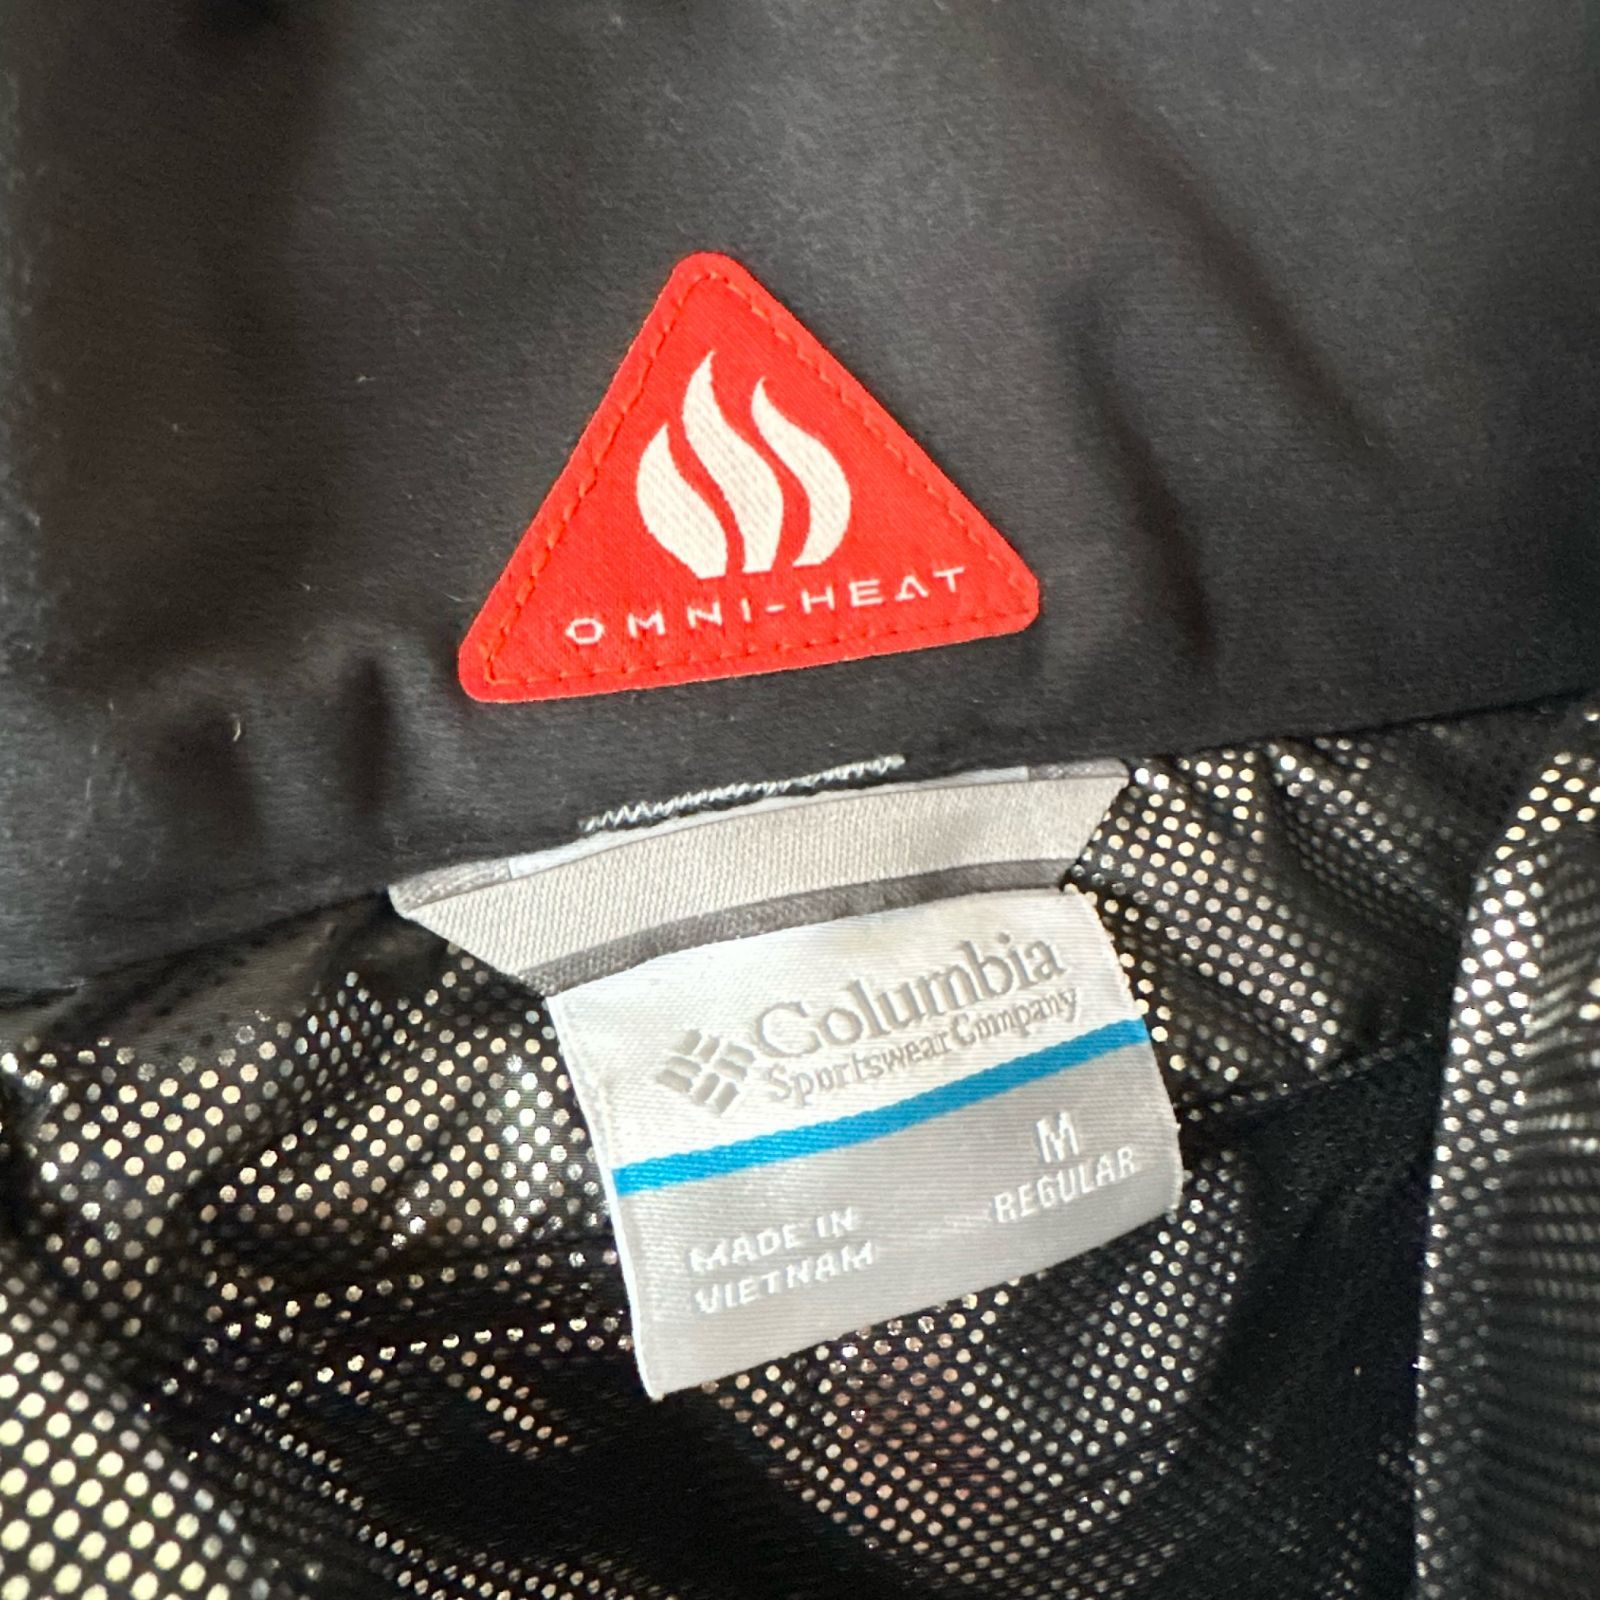 OMNI-HEAT
Columbia
Sportswear Company
M
REGULAR
MADE IN
VIETNAM